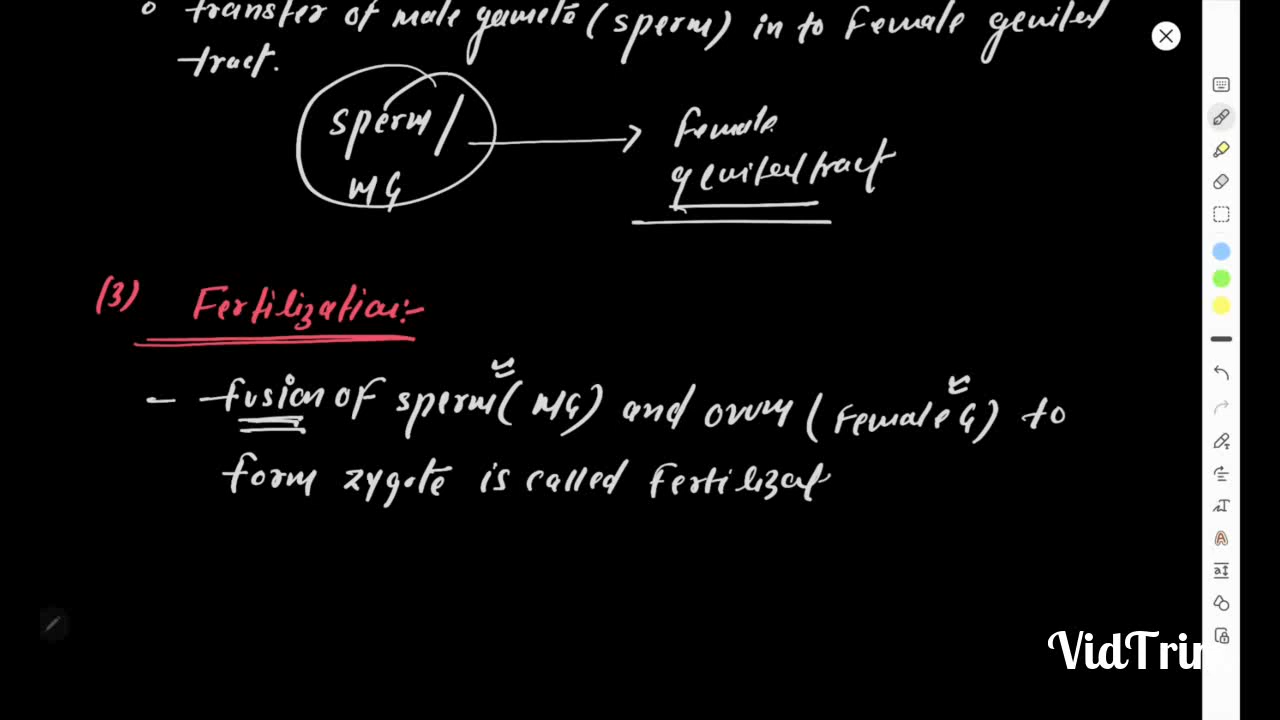 transfer of male gamete (sperm) in to female genital
tract.
sperm/
MG
female
genital tract
(3) Fertilization:-
- fusion of sperm (MG) and ovum (female G) to
form zygote is called fertilizat
VidTrim